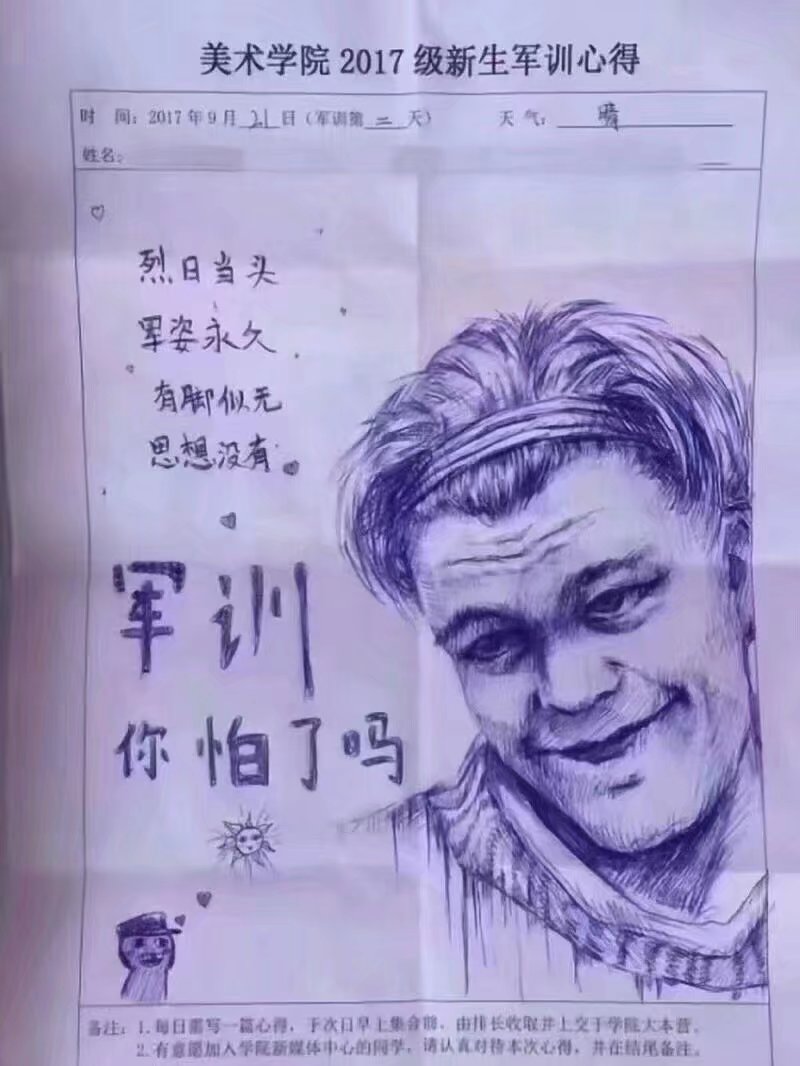 美术学院 2017 级新生军训心得
时 间：2017 年 9 月 21 日（军训第 二 天） 天 气： 晴
姓名：
烈日当头
军姿永久
有脚似无
思想没有
军训
你怕了吗
备注：1. 每日需写一篇心得，于次日早上集合前，由排长收取并上交于学院大本营。
2. 有意愿加入学院新媒体中心的同学，请认真对待本次心得，并在结尾备注。